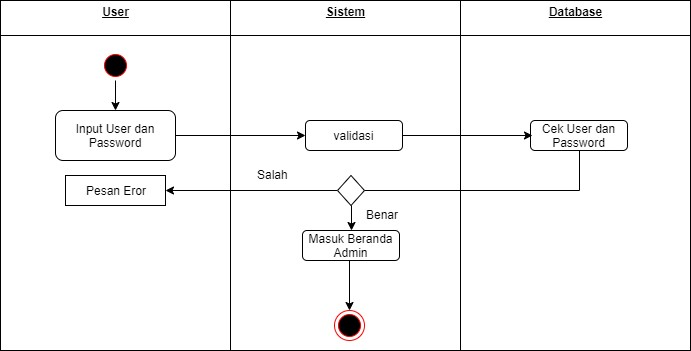 User
Sistem
Database
Input User dan
Password
validasi
Cek User dan
Password
Salah
Pesan Eror
Benar
Masuk Beranda
Admin